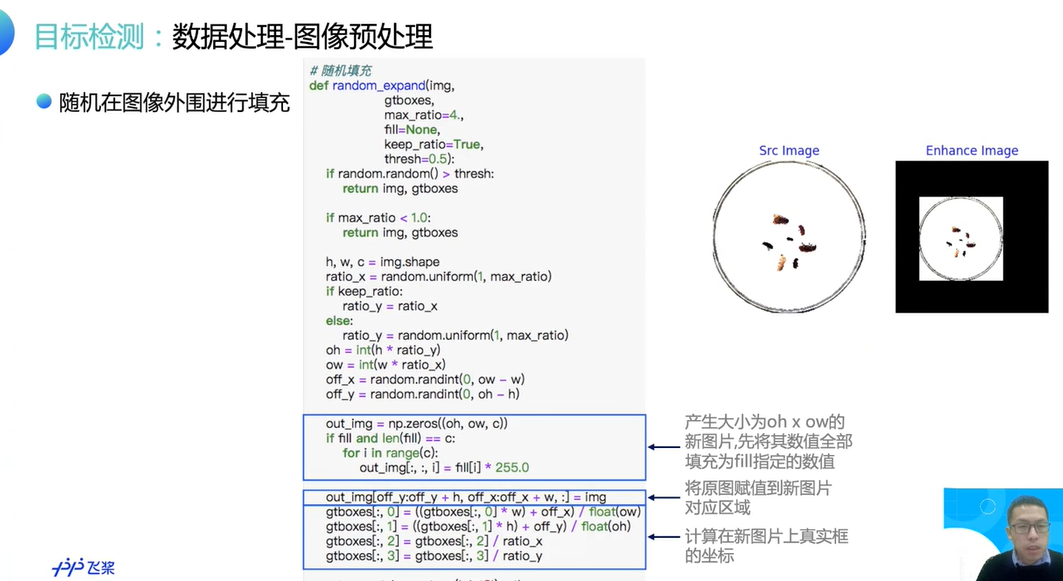 目标检测：数据处理-图像预处理
随机在图像外围进行填充
# 随机填充
def random_expand(img,
gtboxes,
max_ratio=4.,
fill=None,
keep_ratio=True,
thresh=0.5):
if random.random() > thresh:
return img, gtboxes
if max_ratio < 1.0:
return img, gtboxes
h, w, c = img.shape
ratio_x = random.uniform(1, max_ratio)
if keep_ratio:
ratio_y = ratio_x
else:
ratio_y = random.uniform(1, max_ratio)
oh = int(h * ratio_y)
ow = int(w * ratio_x)
off_x = random.randint(0, ow − w)
off_y = random.randint(0, oh − h)
out_img = np.zeros((oh, ow, c))
if fill and len(fill) == c:
for i in range(c):
out_img[:, :, i] = fill[i] * 255.0
out_img[off_y:off_y + h, off_x:off_x + w, :] = img
gtboxes[:, 0] = ((gtboxes[:, 0] * w) + off_x) / float(ow)
gtboxes[:, 1] = ((gtboxes[:, 1] * h) + off_y) / float(oh)
gtboxes[:, 2] = gtboxes[:, 2] / ratio_x
gtboxes[:, 3] = gtboxes[:, 3] / ratio_y
Src Image
Enhance Image
产生大小为oh x ow的
新图片,先将其数值全部
填充为fill指定的数值
将原图赋值到新图片
对应区域
计算在新图片上真实框
的坐标
飞桨